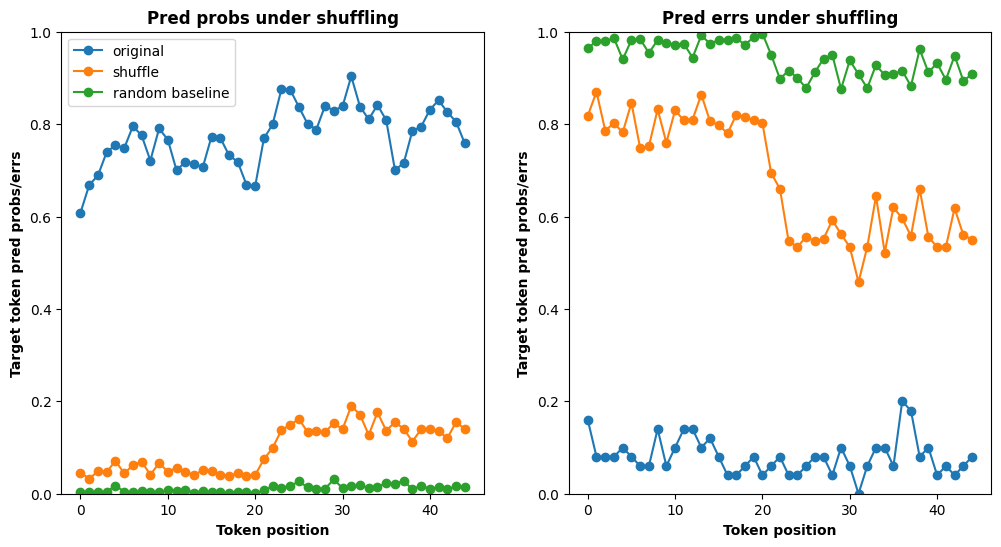 Pred probs under shuffling
Target token pred probs/errs
1.0
0.8
0.6
0.4
0.2
0.0
original
shuffle
random baseline
0
10
20
30
40
Token position
Pred errs under shuffling
Target token pred probs/errs
1.0
0.8
0.6
0.4
0.2
0.0
0
10
20
30
40
Token position